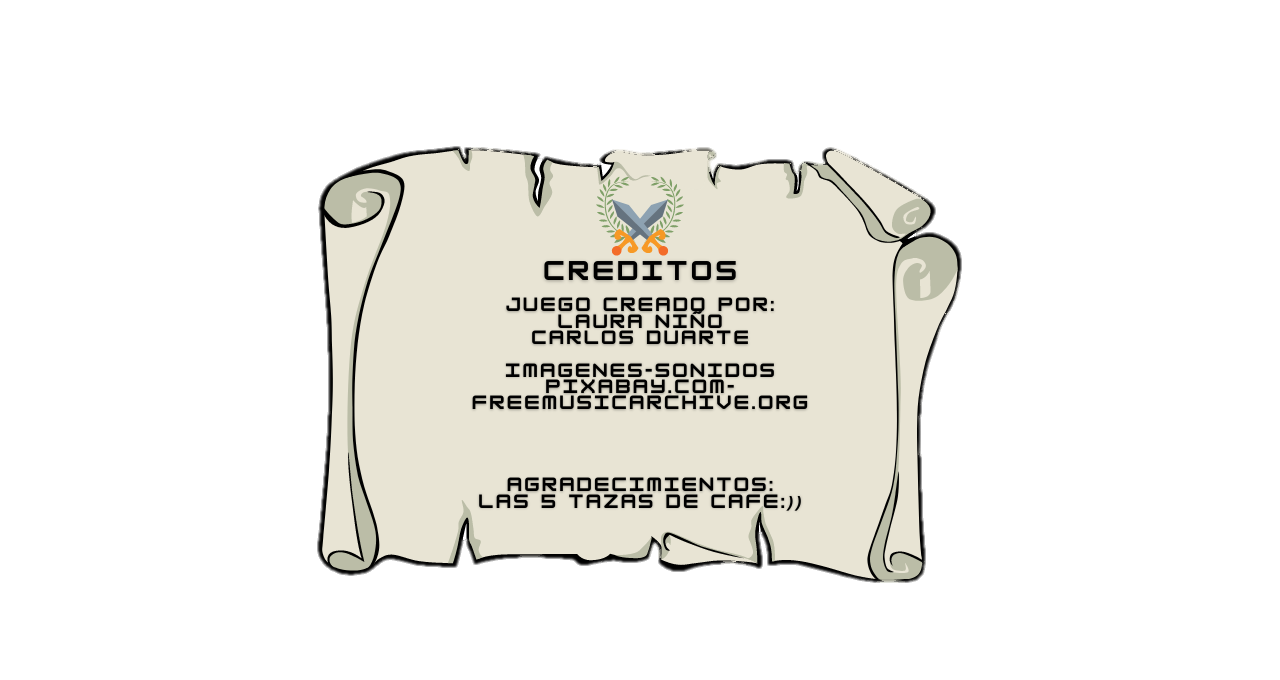 CREDITOS
JUEGO CREADO POR:
LAURA NIÑO
CARLOS DUARTE
IMAGENES-SONIDOS
PIXABAY.COM-
FREEMUSICARCHIVE.ORG
AGRADECIMIENTOS:
LAS 5 TAZAS DE CAFE:))